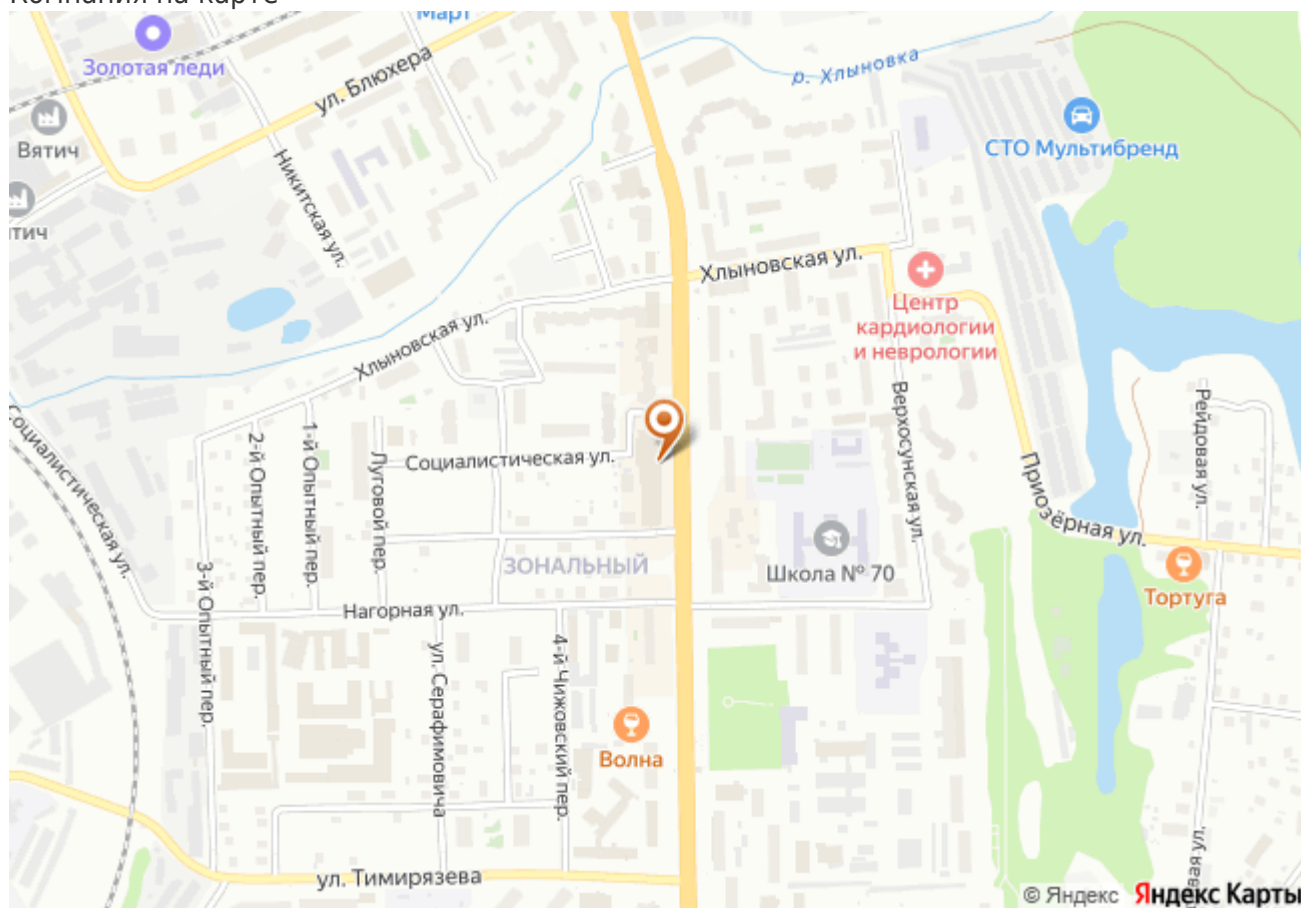 Компания на карте
Март
Золотая леди
ул. Блюхера
р. Хлыновка
Вятич
СТО Мультибренд
Никитская ул.
тич
Хлыновская ул.
Центр
кардиологии
и неврологии
Хлыновская ул.
Социалистическая ул.
2-й Опытный пер.
1-й Опытный пер.
Луговой пер.
Социалистическая ул.
Верхосунская ул.
Рейдовая ул.
Приозёрная ул.
3-й Опытный пер.
ЗОНАЛЬНЫЙ
Школа № 70
Тортуга
Нагорная ул.
ул. Серафимовича
4-й Чижовский пер.
Волна
ул. Тимирязева
евая ул.
© Яндекс Яндекс Карты